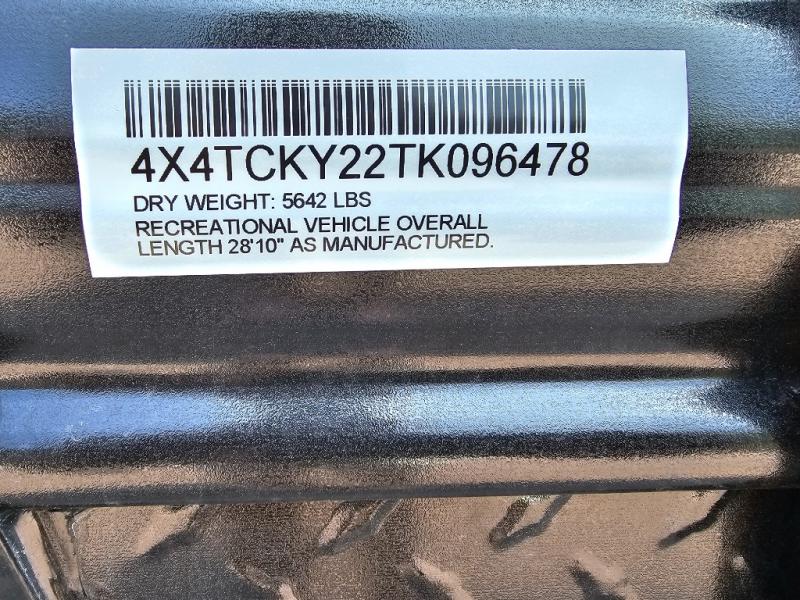 4X4TCKY22TK096478
DRY WEIGHT: 5642 LBS
RECREATIONAL VEHICLE OVERALL
LENGTH 28'10" AS MANUFACTURED.